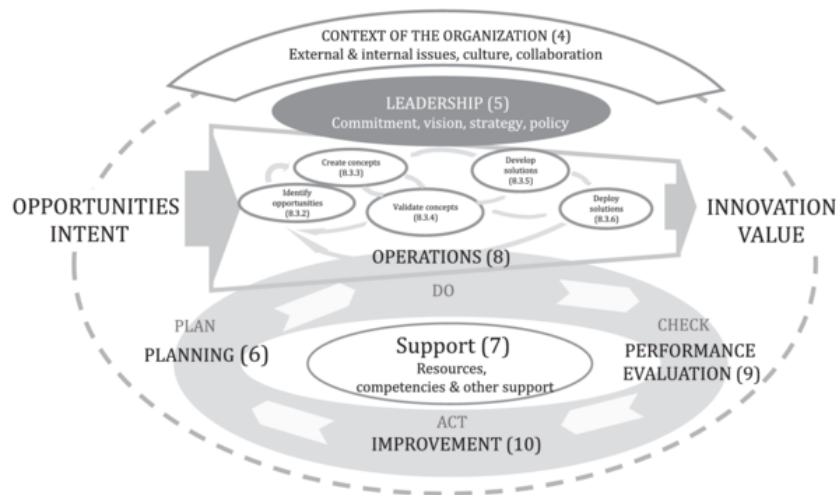 CONTEXT OF THE ORGANIZATION (4)
External & internal issues, culture, collaboration
LEADERSHIP (5)
Commitment, vision, strategy, policy
OPPORTUNITIES
INTENT
Create concepts
(8.3.3)
Develop
solutions
(8.3.5)
Identify
opportunities
(8.3.2)
Validate concepts
(8.3.4)
Deploy
solutions
(8.3.6)
INNOVATION
VALUE
OPERATIONS (8)
DO
PLAN
PLANNING (6)
Support (7)
Resources,
competencies & other support
CHECK
PERFORMANCE
EVALUATION (9)
ACT
IMPROVEMENT (10)